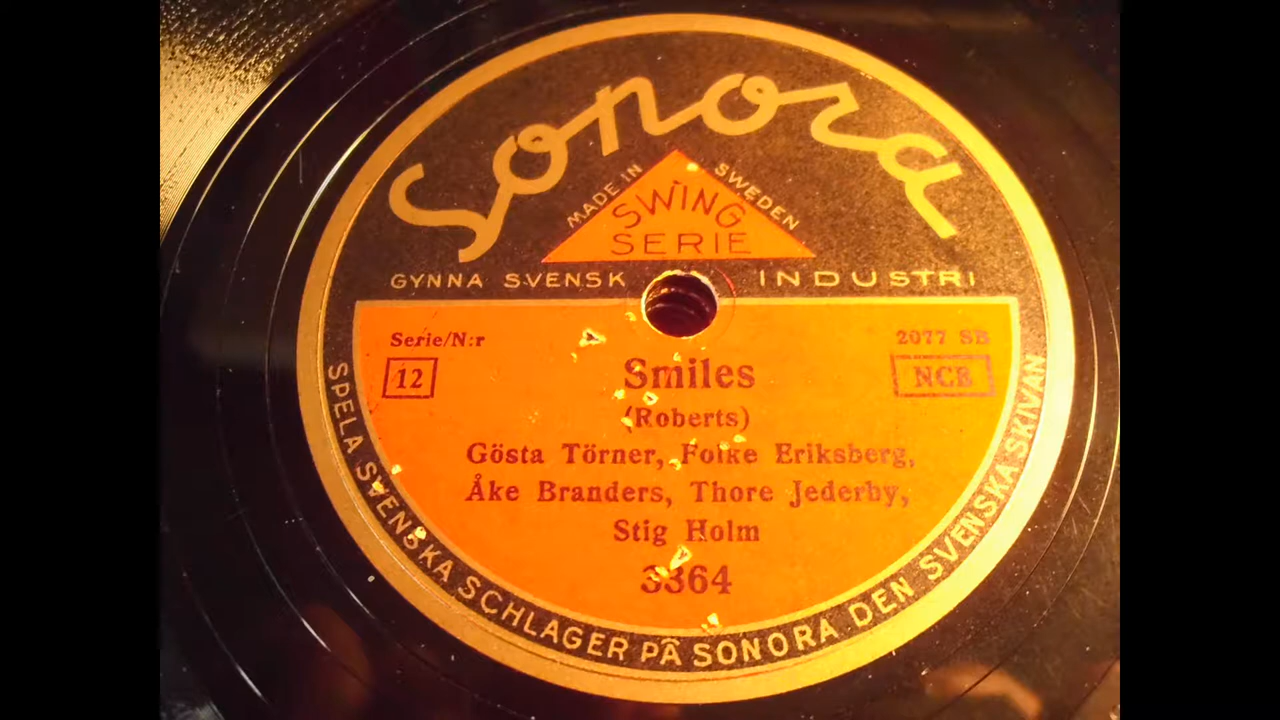 Sonora
MADE IN SWEDEN
SWING
SERIE
GYNNA SVENSK INDUSTRI
Serie/N:r
2077 SB
12
NCB
Smiles
(Roberts)
Gösta Törner, Folke Eriksberg,
Åke Branders, Thore Jederby,
Stig Holm
3364
SPELA SVENSKA SCHLAGER PÅ SONORA DEN SVENSKA SKIVAN